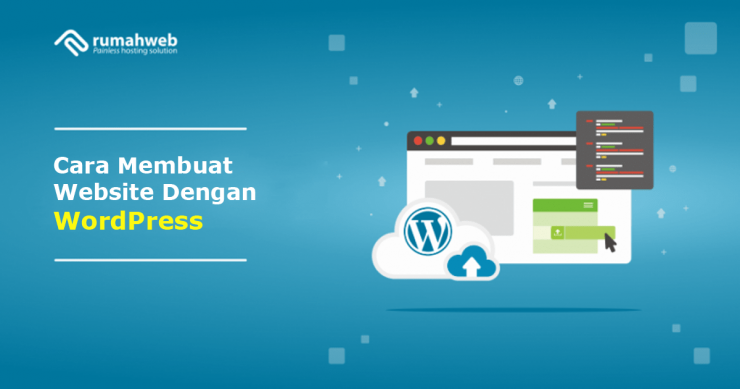 rumahweb
Painless hosting solution
Cara Membuat
Website Dengan
WordPress